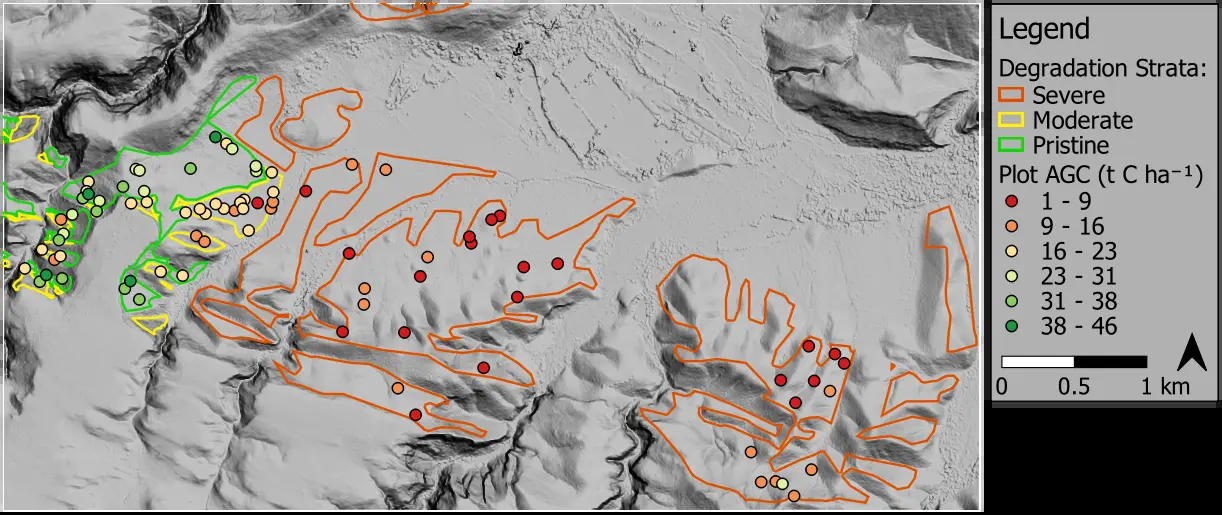 Legend
Degradation Strata:
Severe
Moderate
Pristine
Plot AGC (t C ha⁻¹)
1 - 9
9 - 16
16 - 23
23 - 31
31 - 38
38 - 46
0 0.5 1 km